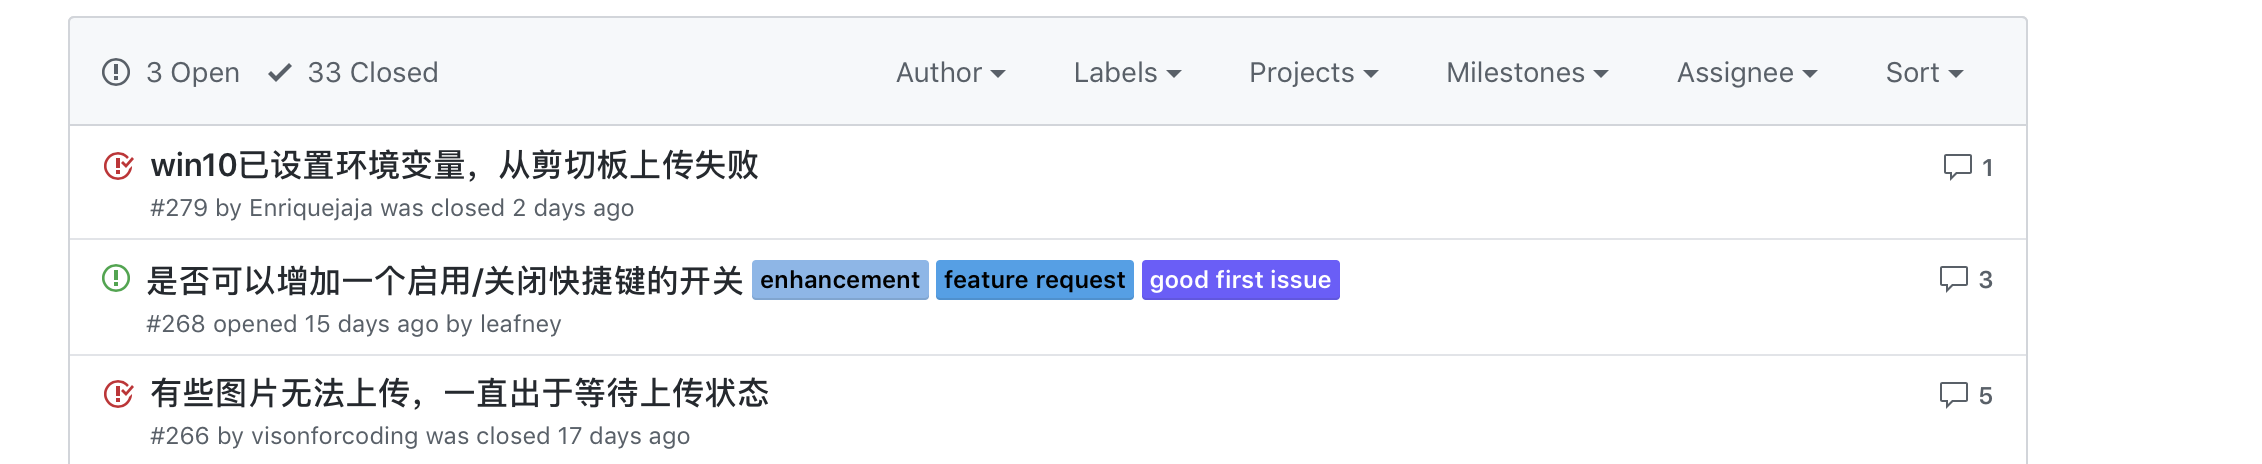 3 Open 33 Closed Author Labels Projects Milestones Assignee Sort
win10已设置环境变量，从剪切板上传失败 1
#279 by Enriquejaja was closed 2 days ago
是否可以增加一个启用/关闭快捷键的开关 enhancement feature request good first issue 3
#268 opened 15 days ago by leafney
有些图片无法上传，一直出于等待上传状态 5
#266 by visonforcoding was closed 17 days ago